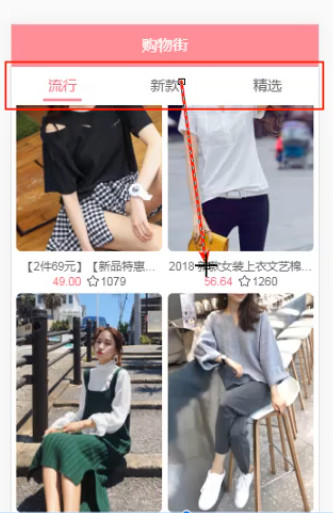 购物街
流行 新款 精选
【2件69元】【新品特惠... 2018 款女装上衣文艺棉...
49.00 ☆1079 56.64 ☆1260